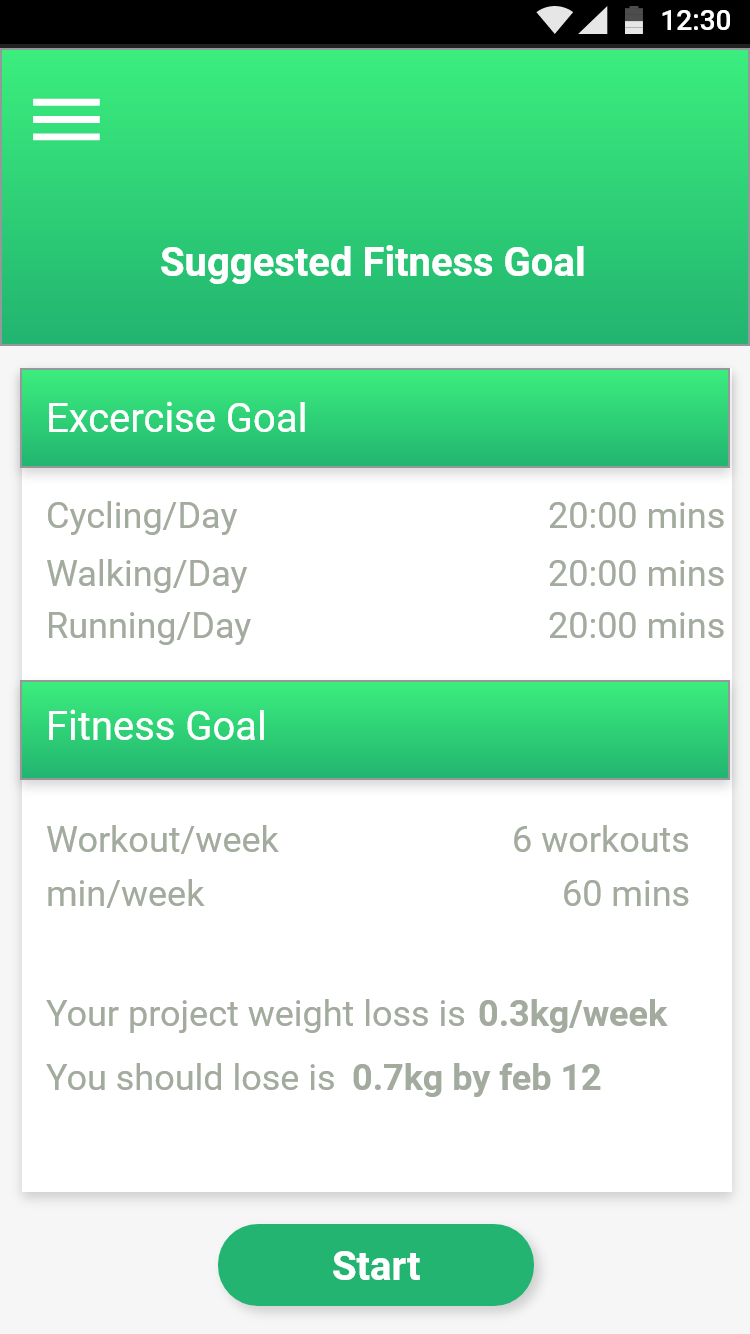 12:30
Suggested Fitness Goal
Excercise Goal
Cycling/Day 20:00 mins
Walking/Day 20:00 mins
Running/Day 20:00 mins
Fitness Goal
Workout/week 6 workouts
min/week 60 mins
Your project weight loss is 0.3kg/week
You should lose is 0.7kg by feb 12
Start